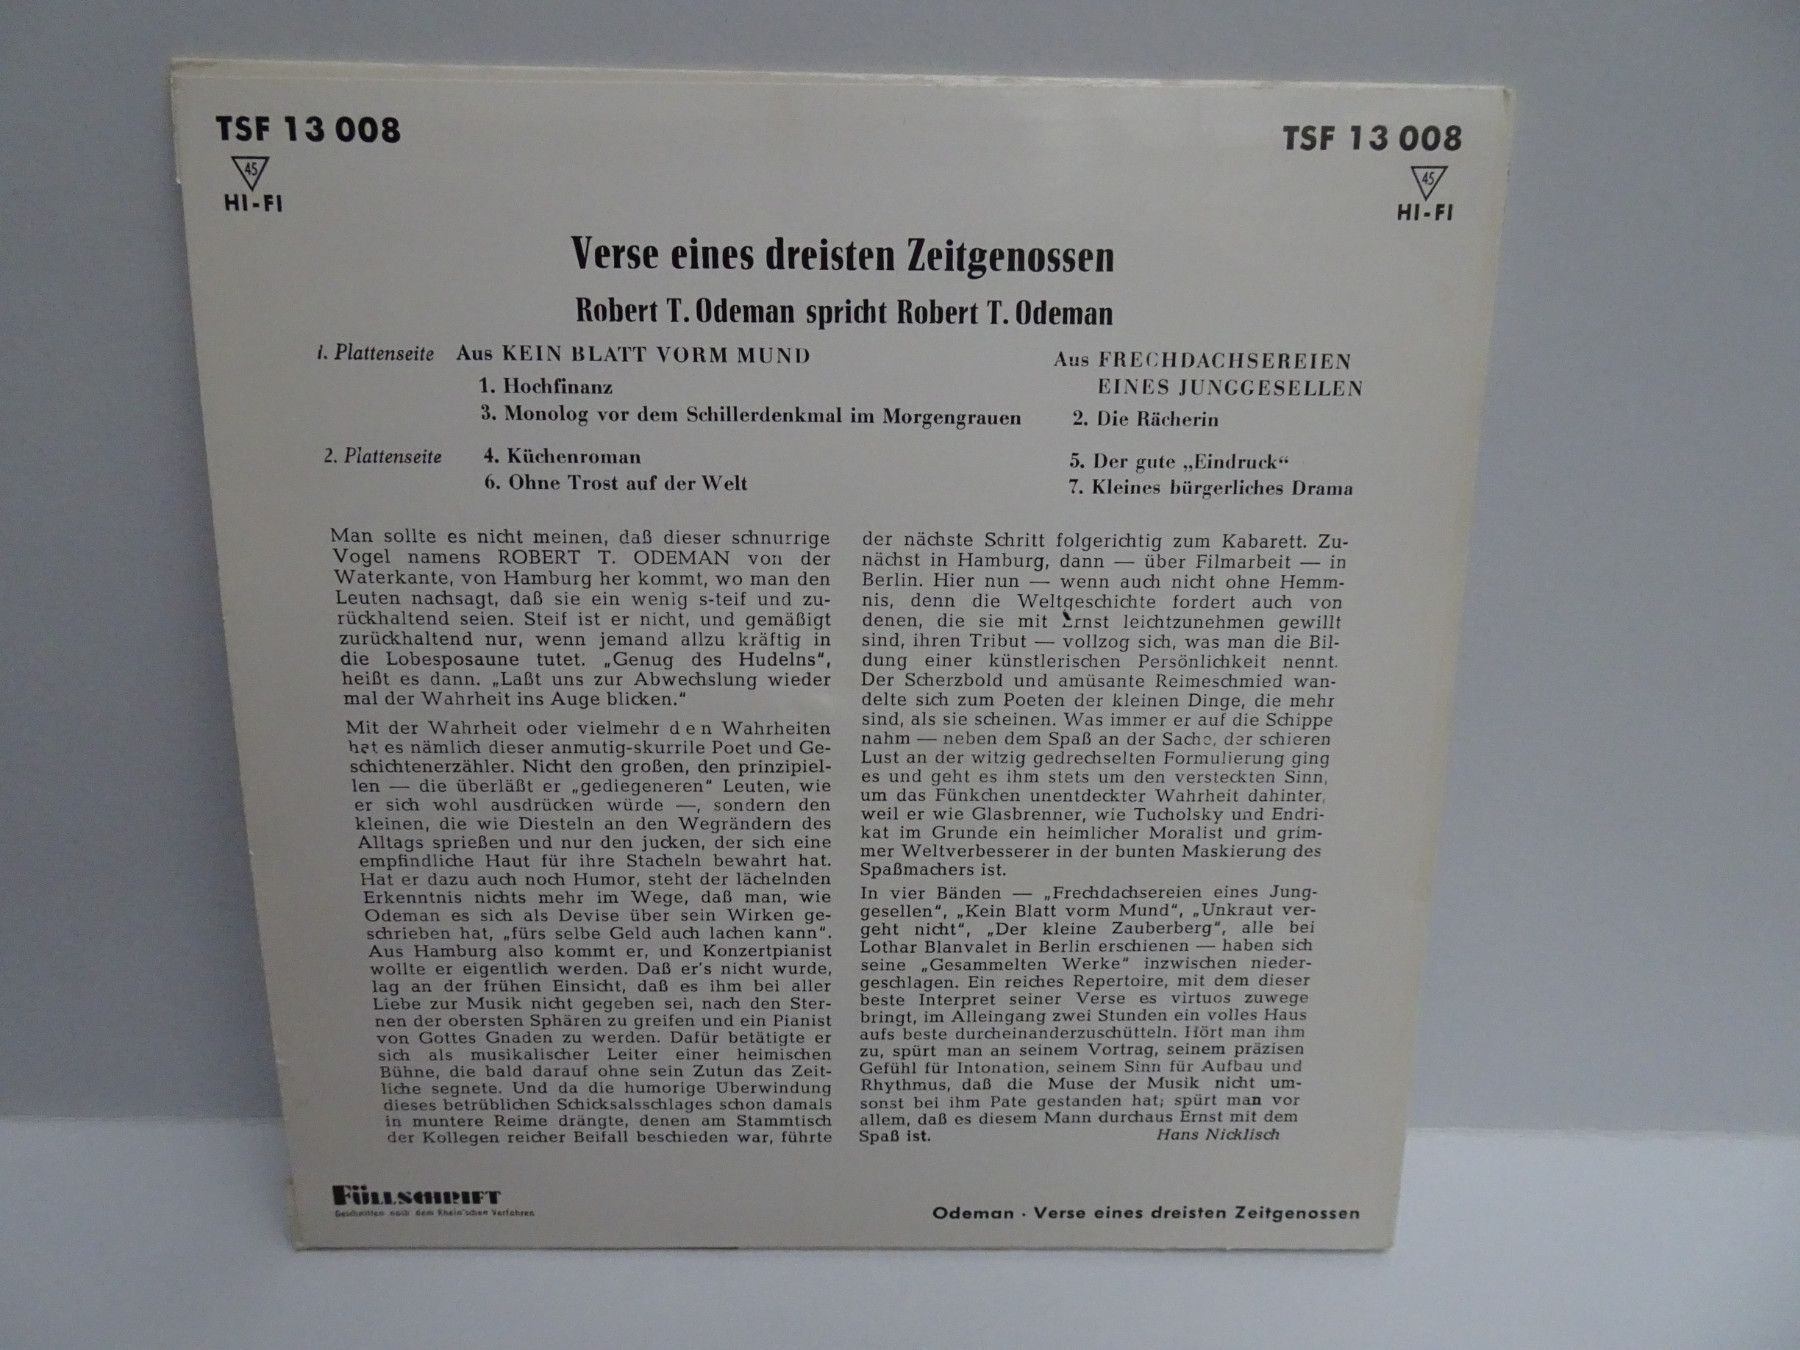 TSF 13 008
45
HI-FI
TSF 13 008
45
HI-FI
Verse eines dreisten Zeitgenossen
Robert T. Odeman spricht Robert T. Odeman
1. Plattenseite Aus KEIN BLATT VORM MUND
1. Hochfinanz
3. Monolog vor dem Schillerdenkmal im Morgengrauen
Aus FRECHDACHSEREIEN
EINES JUNGGESELLEN
2. Die Rächerin
2. Plattenseite 4. Küchenroman
6. Ohne Trost auf der Welt
5. Der gute „Eindruck“
7. Kleines bürgerliches Drama
Man sollte es nicht meinen, daß dieser schnurrige
Vogel namens ROBERT T. ODEMAN von der
Waterkante, von Hamburg her kommt, wo man den
Leuten nachsagt, daß sie ein wenig s-teif und zu-
rückhaltend seien. Steif ist er nicht, und gemäßigt
zurückhaltend nur, wenn jemand allzu kräftig in
die Lobesposaune tutet. „Genug des Hudelns“,
heißt es dann. „Laßt uns zur Abwechslung wieder
mal der Wahrheit ins Auge blicken.“
Mit der Wahrheit oder vielmehr den Wahrheiten
hat es nämlich dieser anmutig-skurrile Poet und Ge-
schichtenerzähler. Nicht den großen, den prinzipiel-
len — die überläßt er „gediegeneren“ Leuten, wie
er sich wohl ausdrücken würde —, sondern den
kleinen, die wie Diesteln an den Wegrändern des
Alltags sprießen und nur den jucken, der sich eine
empfindliche Haut für ihre Stacheln bewahrt hat.
Hat er dazu auch noch Humor, steht der lächelnden
Erkenntnis nichts mehr im Wege, daß man, wie
Odeman es sich als Devise über sein Wirken ge-
schrieben hat, „fürs selbe Geld auch lachen kann“.
Aus Hamburg also kommt er, und Konzertpianist
wollte er eigentlich werden. Daß er's nicht wurde,
lag an der frühen Einsicht, daß es ihm bei aller
Liebe zur Musik nicht gegeben sei, nach den Ster-
nen der obersten Sphären zu greifen und ein Pianist
von Gottes Gnaden zu werden. Dafür betätigte er
sich als musikalischer Leiter einer heimischen
Bühne, die bald darauf ohne sein Zutun das Zeit-
liche segnete. Und da die humorige Überwindung
dieses betrüblichen Schicksalsschlages schon damals
in muntere Reime drängte, denen am Stammtisch
der Kollegen reicher Beifall beschieden war, führte
der nächste Schritt folgerichtig zum Kabarett. Zu-
nächst in Hamburg, dann — über Filmarbeit — in
Berlin. Hier nun — wenn auch nicht ohne Hemm-
nis, denn die Weltgeschichte fordert auch von
denen, die sie mit Ernst leichtzunehmen gewillt
sind, ihren Tribut — vollzog sich, was man die Bil-
dung einer künstlerischen Persönlichkeit nennt.
Der Scherzbold und amüsante Reimeschmied wan-
delte sich zum Poeten der kleinen Dinge, die mehr
sind, als sie scheinen. Was immer er auf die Schippe
nahm — neben dem Spaß an der Sache, der schieren
Lust an der witzig gedrechselten Formulierung ging
es und geht es ihm stets um den versteckten Sinn,
um das Fünkchen unentdeckter Wahrheit dahinter,
weil er wie Glasbrenner, wie Tucholsky und Endri-
kat im Grunde ein heimlicher Moralist und grim-
mer Weltverbesserer in der bunten Maskierung des
Spaßmachers ist.
In vier Bänden — „Frechdachsereien eines Jung-
gesellen“, „Kein Blatt vorm Mund“, „Unkraut ver-
geht nicht“, „Der kleine Zauberberg“, alle bei
Lothar Blanvalet in Berlin erschienen — haben sich
seine „Gesammelten Werke“ inzwischen nieder-
geschlagen. Ein reiches Repertoire, mit dem dieser
beste Interpret seiner Verse es virtuos zuwege
bringt, im Alleingang zwei Stunden ein volles Haus
aufs beste durcheinanderzuschütteln. Hört man ihm
zu, spürt man an seinem Vortrag, seinem präzisen
Gefühl für Intonation, seinem Sinn für Aufbau und
Rhythmus, daß die Muse der Musik nicht um-
sonst bei ihm Pate gestanden hat; spürt man vor
allem, daß es diesem Mann durchaus Ernst mit dem
Spaß ist. Hans Nicklisch
FÜLLSCHRIFT
Geschnitten nach dem Rhein'schen Verfahren
Odeman · Verse eines dreisten Zeitgenossen